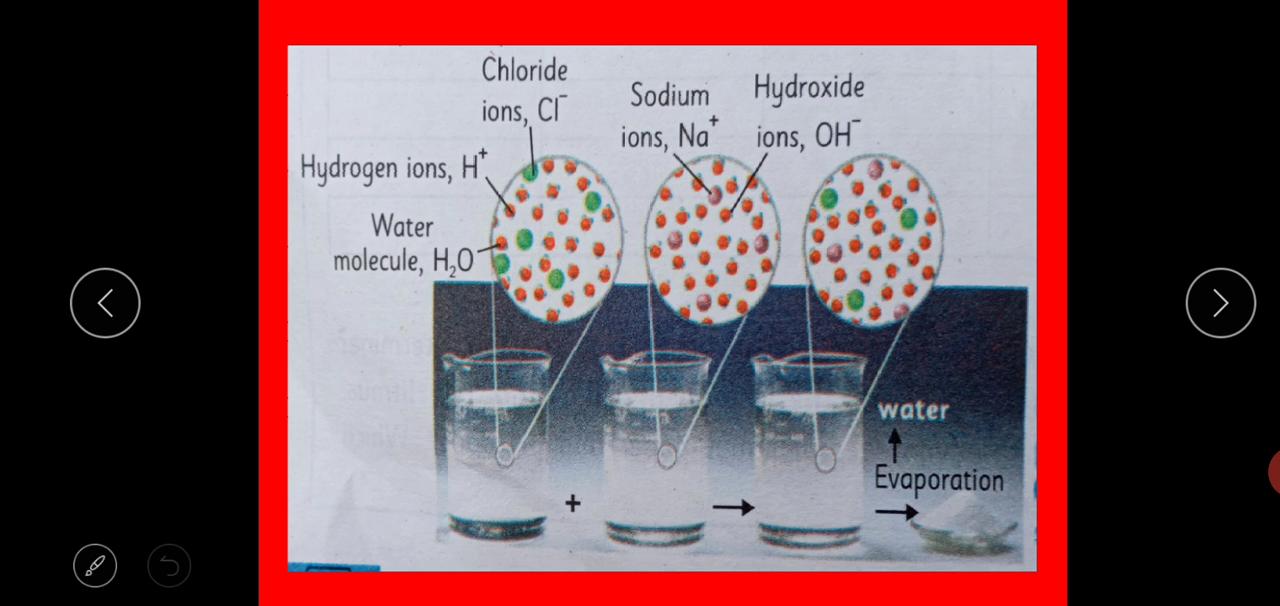 Chloride
ions, Cl⁻
Sodium
ions, Na⁺
Hydroxide
ions, OH⁻
Hydrogen ions, H⁺
Water
molecule, H₂O
water
Evaporation
+